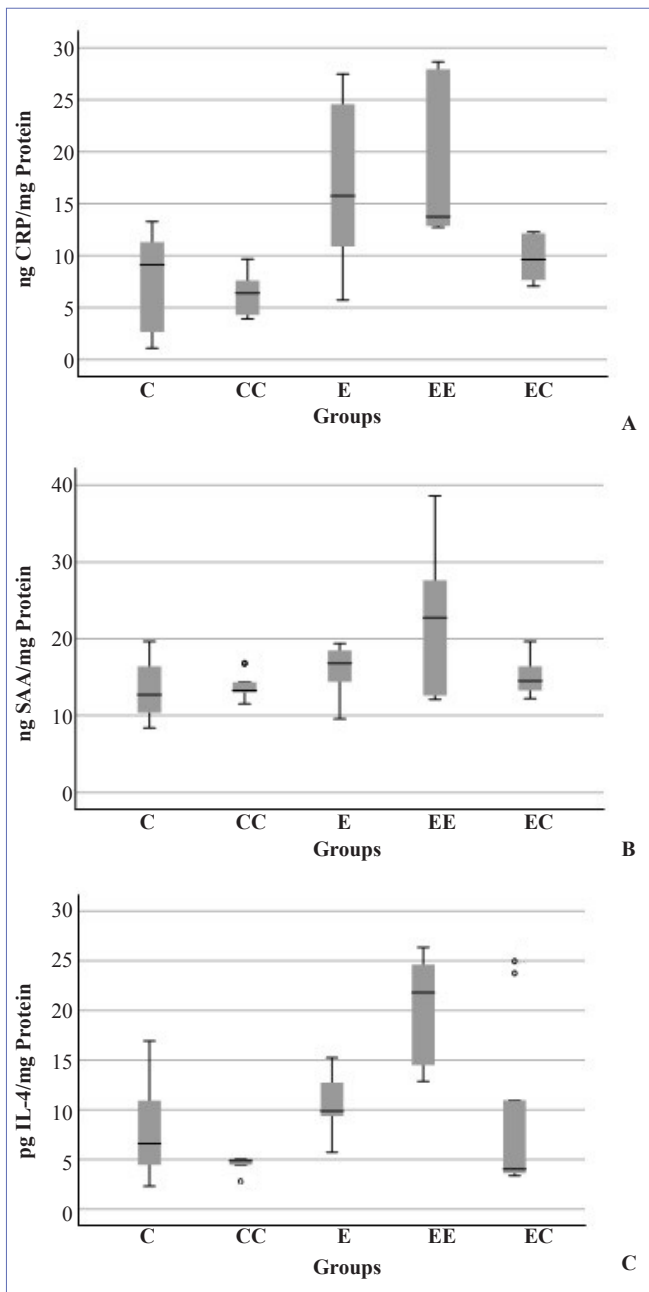 30
25
20
15
10
5
0
ng CRP/mg Protein
C CC E EE EC
Groups
A
40
30
20
10
0
ng SAA/mg Protein
C CC E EE EC
Groups
B
30
25
20
15
10
5
0
pg IL-4/mg Protein
C CC E EE EC
Groups
C